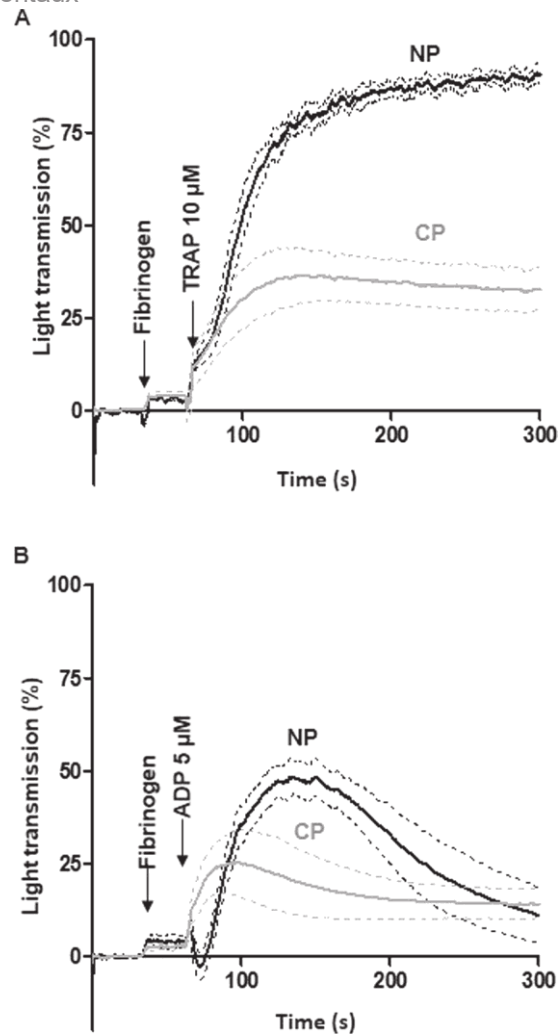 A
100
75
50
25
0
Light transmission (%)
Fibrinogen
TRAP 10 µM
NP
CP
100
200
300
Time (s)
B
100
75
50
25
0
Light transmission (%)
Fibrinogen
ADP 5 µM
NP
CP
100
200
300
Time (s)